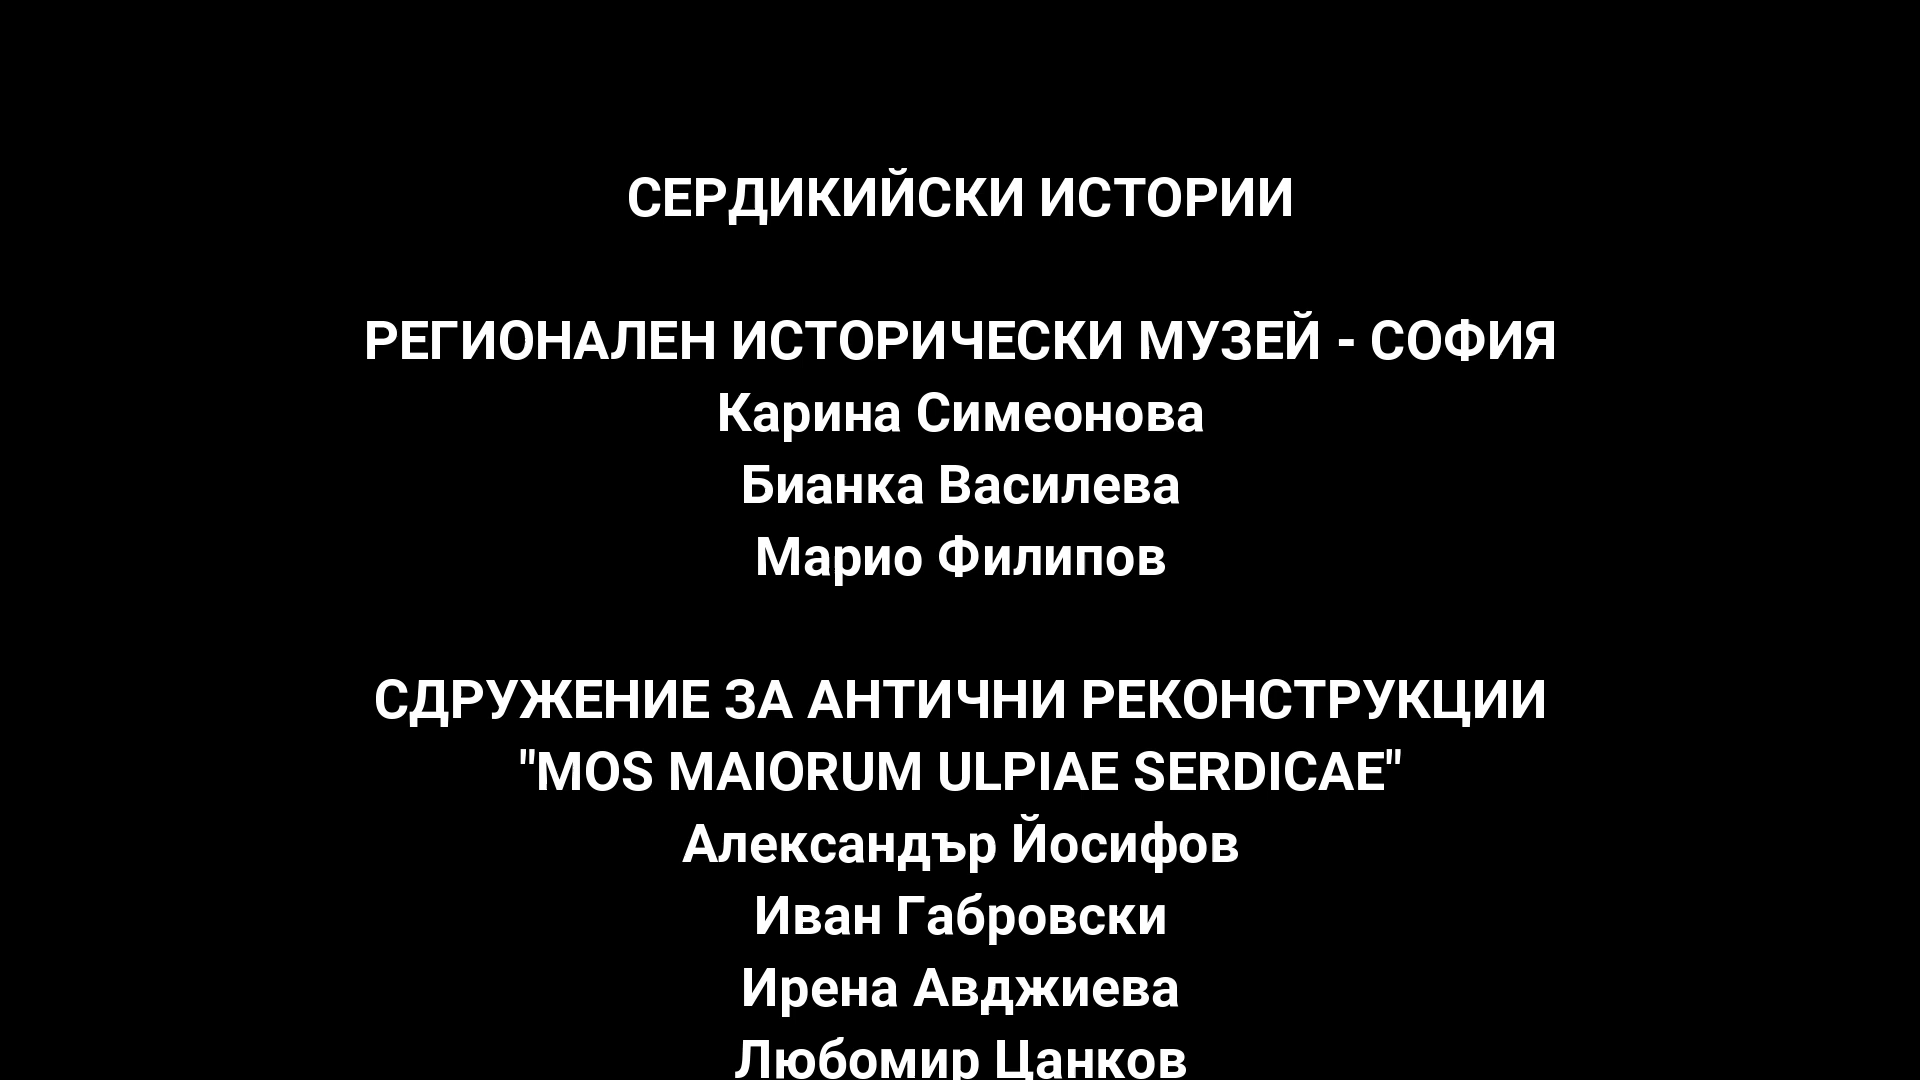 СЕРДИКИЙСКИ ИСТОРИИ
РЕГИОНАЛЕН ИСТОРИЧЕСКИ МУЗЕЙ - СОФИЯ
Карина Симеонова
Бианка Василева
Марио Филипов
СДРУЖЕНИЕ ЗА АНТИЧНИ РЕКОНСТРУКЦИИ
"MOS MAIORUM ULPIAE SERDICAE"
Александър Йосифов
Иван Габровски
Ирена Авджиева
Любомир Цанков